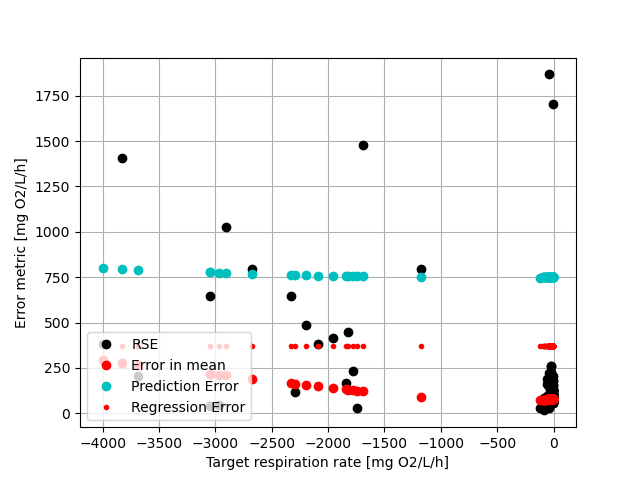 1750
1500
1250
1000
750
500
250
0
Error metric [mg O2/L/h]
RSE
Error in mean
Prediction Error
Regression Error
−4000 −3500 −3000 −2500 −2000 −1500 −1000 −500 0
Target respiration rate [mg O2/L/h]